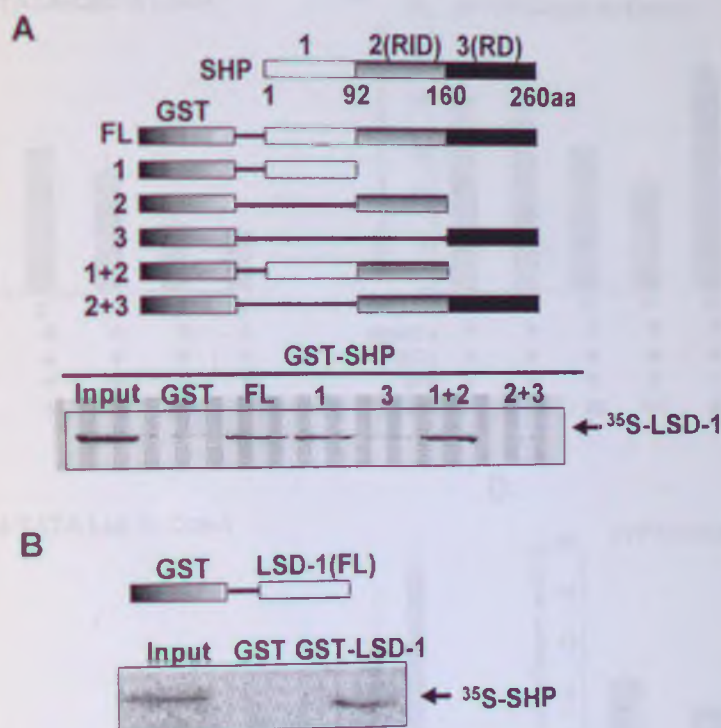 A
1 2(RID) 3(RD)
SHP
1 92 160 260aa
GST
FL
1
2
3
1+2
2+3
GST-SHP
Input GST FL 1 3 1+2 2+3
35S-LSD-1
B
GST LSD-1(FL)
Input GST GST-LSD-1
35S-SHP